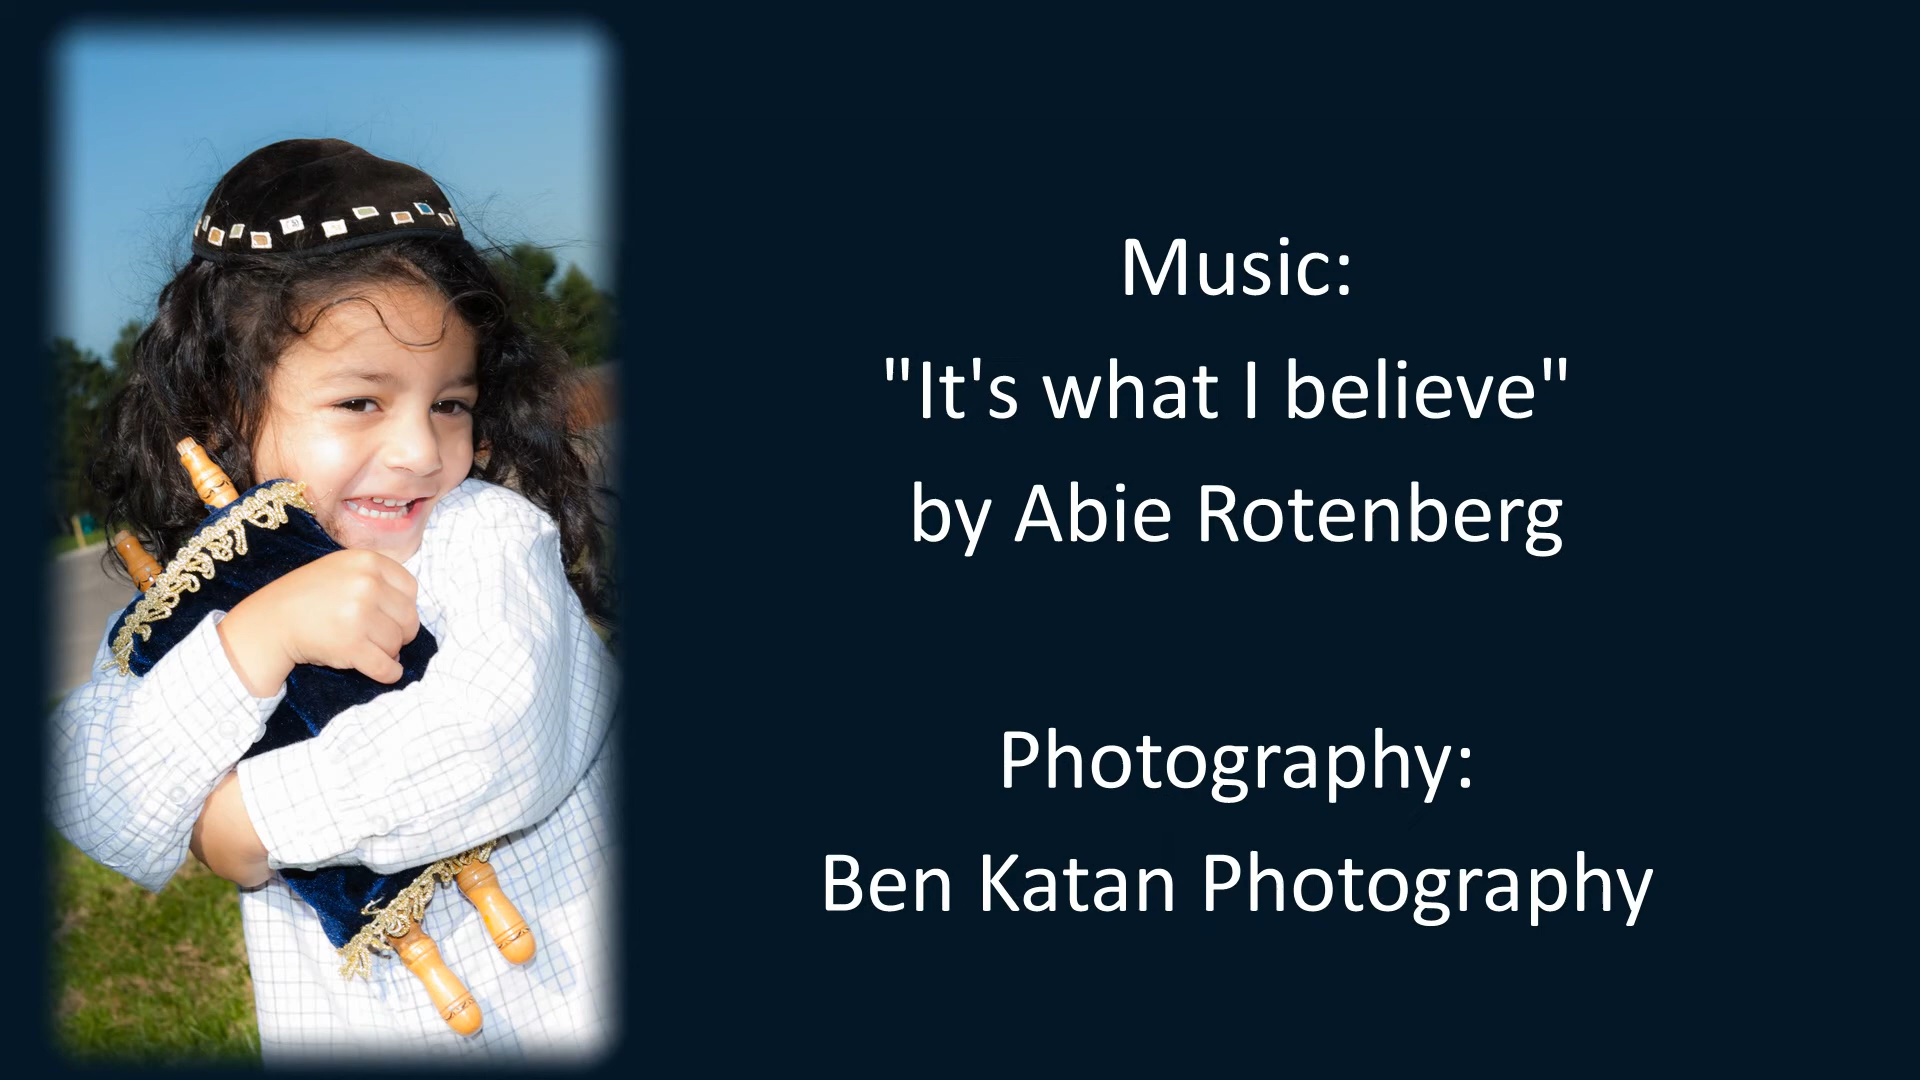 Music:
"It's what I believe"
by Abie Rotenberg
Photography:
Ben Katan Photography